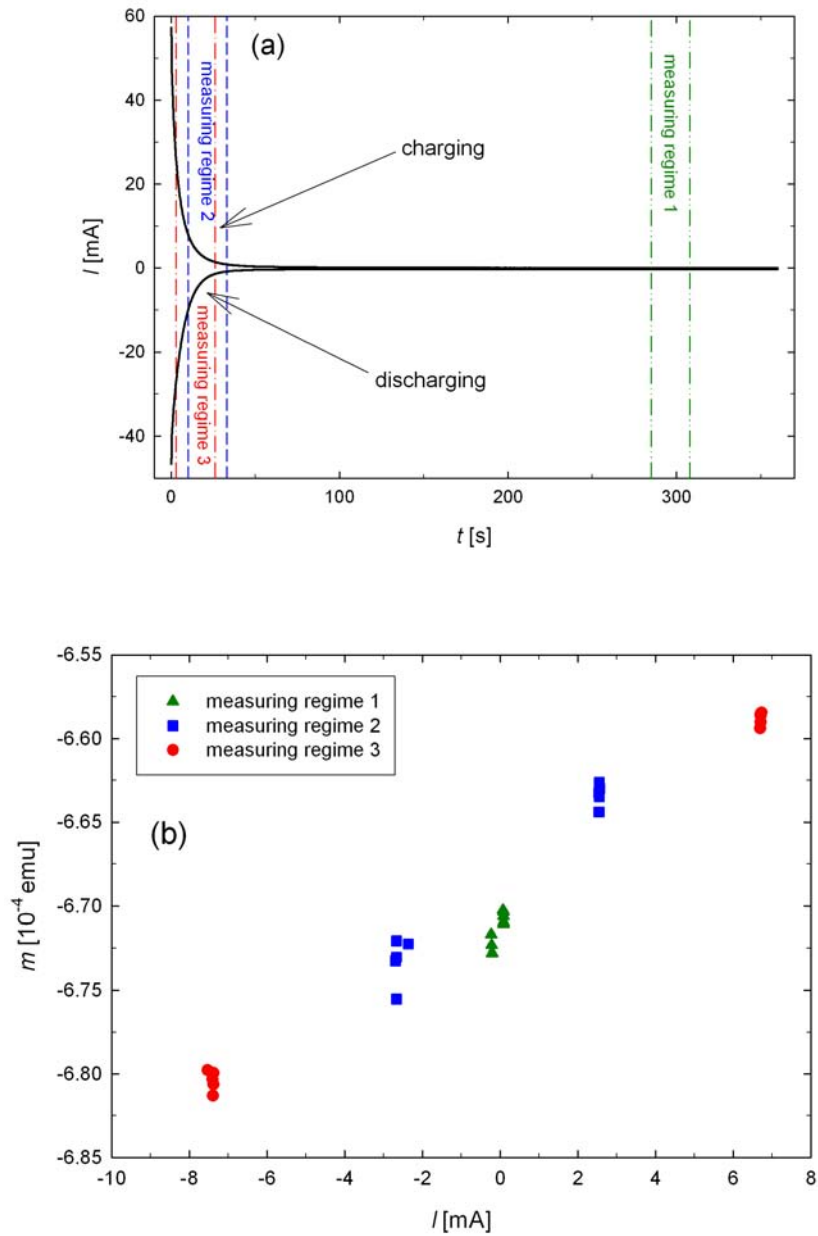 (a)
60
40
20
0
-20
-40
I [mA]
measuring regime 2
measuring regime 3
measuring regime 1
charging
discharging
0
100
200
300
t [s]
-6.55
-6.60
-6.65
-6.70
-6.75
-6.80
-6.85
m [10⁻⁴ emu]
measuring regime 1
measuring regime 2
measuring regime 3
(b)
-10
-8
-6
-4
-2
0
2
4
6
8
I [mA]